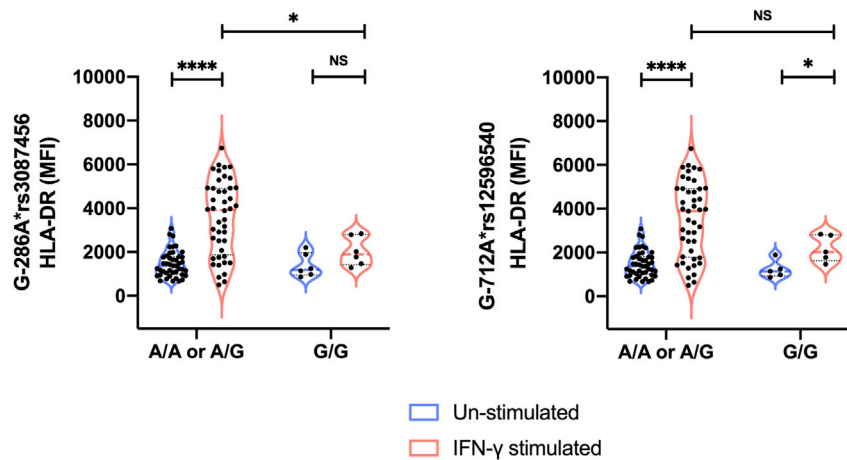 *
NS
****
NS
****
*
10000
8000
6000
4000
2000
0
G-286A*rs3087456
HLA-DR (MFI)
A/A or A/G
G/G
10000
8000
6000
4000
2000
0
G-712A*rs12596540
HLA-DR (MFI)
A/A or A/G
G/G
Un-stimulated
IFN-γ stimulated